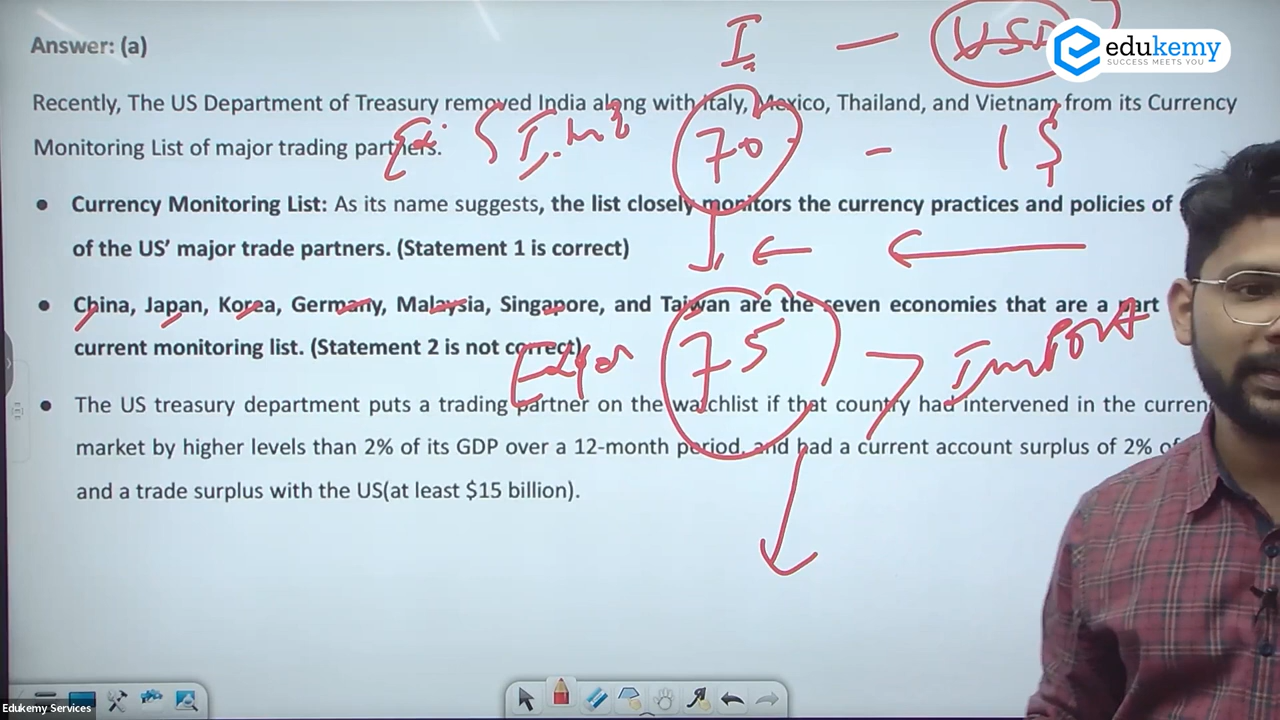 Answer: (a)
I - USD
edukemy
SUCCESS MEETS YOU
Recently, The US Department of Treasury removed India along with Italy, Mexico, Thailand, and Vietnam from its Currency
70 - 1 $
Monitoring List of major trading partners.
● Currency Monitoring List: As its name suggests, the list closely monitors the currency practices and policies of
of the US' major trade partners. (Statement 1 is correct)
● China, Japan, Korea, Germany, Malaysia, Singapore, and Taiwan are the seven economies that are a part
current monitoring list. (Statement 2 is not correct)
75 > Import
● The US treasury department puts a trading partner on the watchlist if that country had intervened in the curren
market by higher levels than 2% of its GDP over a 12-month period, and had a current account surplus of 2%
and a trade surplus with the US(at least $15 billion).
Edukemy Services